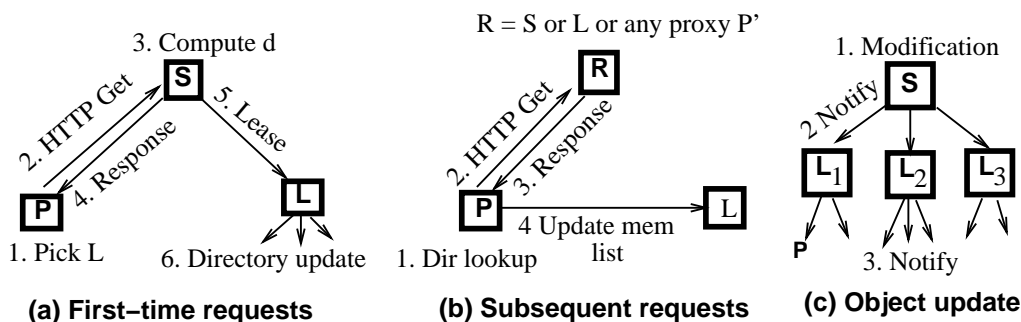 3. Compute d
S
2. HTTP Get
4. Response
5. Lease
P
L
1. Pick L
6. Directory update
(a) First−time requests
R = S or L or any proxy P’
R
2. HTTP Get
3. Response
P
L
4 Update mem
list
1. Dir lookup
(b) Subsequent requests
1. Modification
S
2 Notify
L1
L2
L3
P
3. Notify
(c) Object update